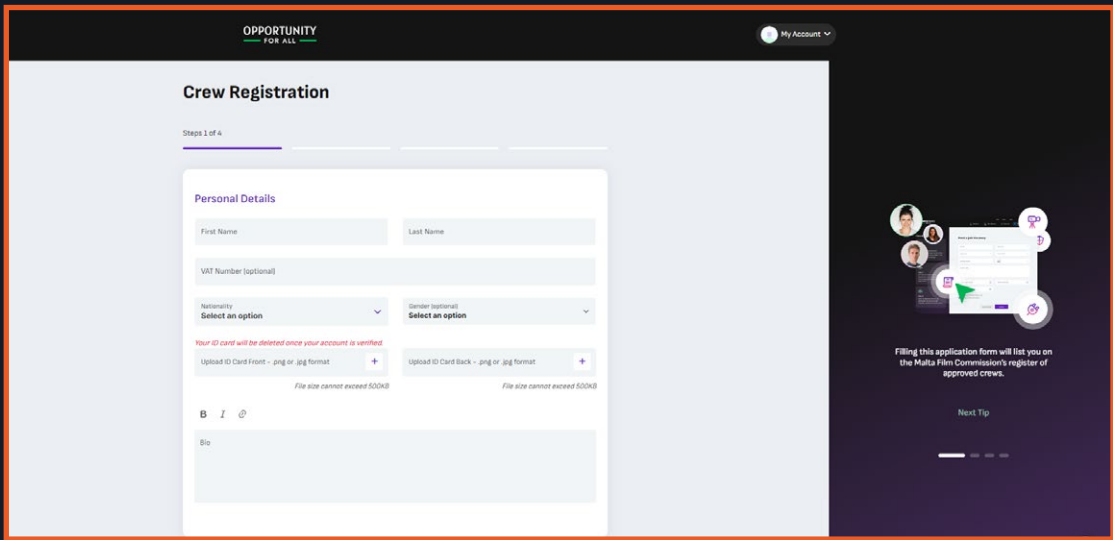 OPPORTUNITY
FOR ALL
My Account
Crew Registration
Steps 1 of 4
Personal Details
First Name
Last Name
VAT Number (optional)
Nationality
Select an option
Gender (optional)
Select an option
Your ID card will be deleted once your account is verified.
Upload ID Card Front - .png or .jpg format
+
Upload ID Card Back - .png or .jpg format
+
File size cannot exceed 500KB
File size cannot exceed 500KB
B I
Bio
Filling this application form will list you on
the Malta Film Commission's register of
approved crews.
Next Tip